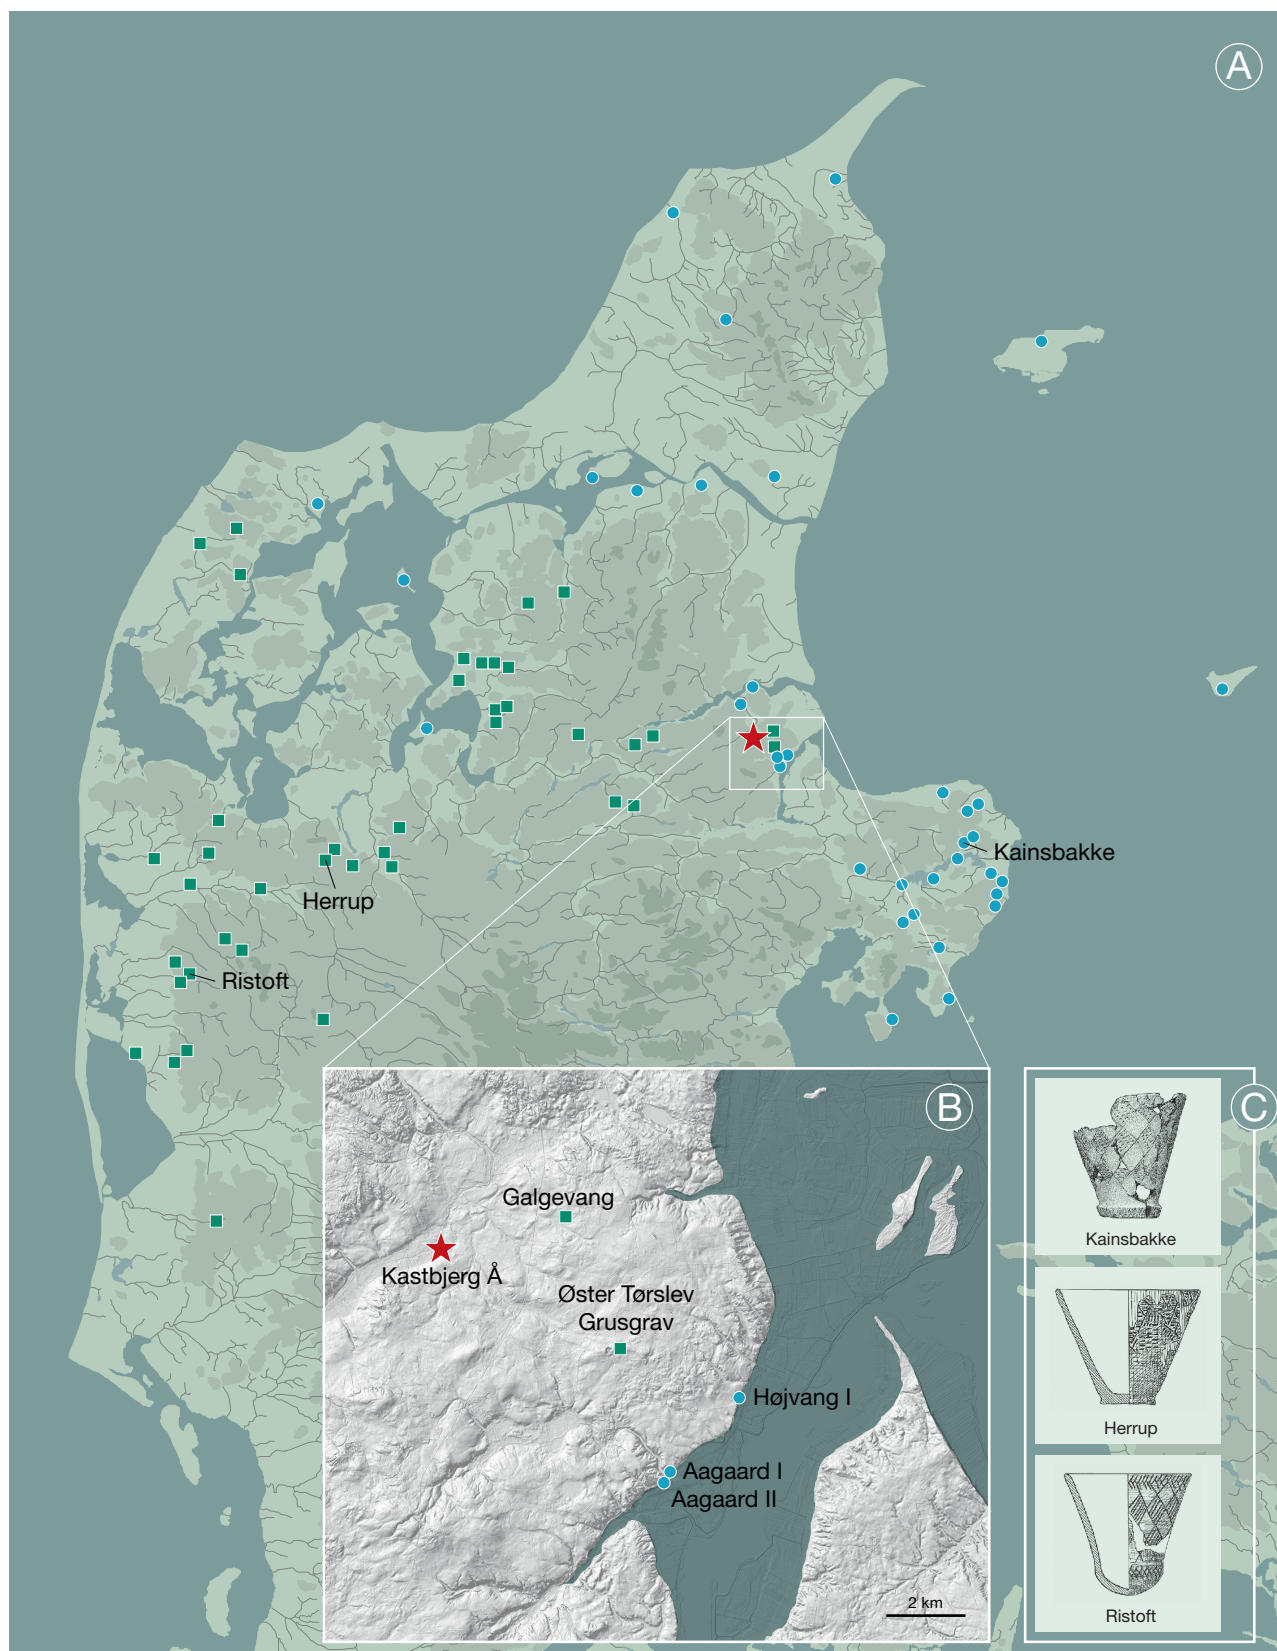 A
Kainsbakke
Herrup
Ristoft
B
Galgevang
Kastbjerg Å
Øster Tørslev
Grusgrav
Højvang I
Aagaard I
Aagaard II
2 km
C
Kainsbakke
Herrup
Ristoft